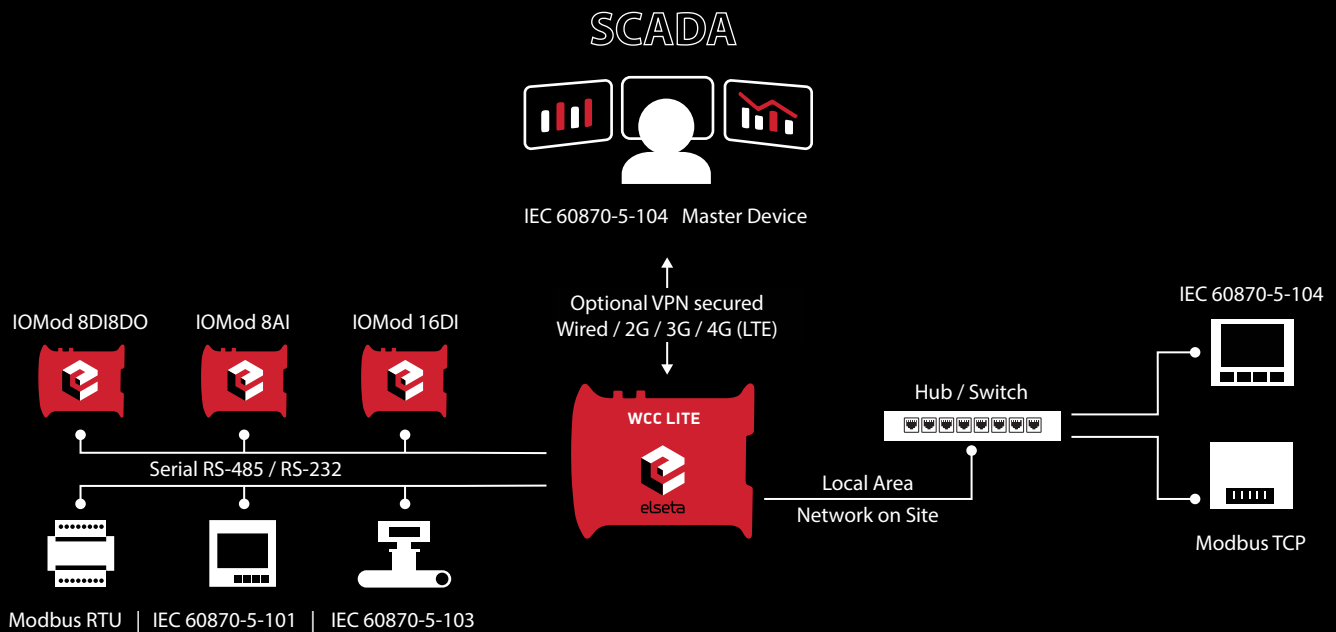 SCADA
IEC 60870-5-104 Master Device
Optional VPN secured
Wired / 2G / 3G / 4G (LTE)
IOMod 8DI8DO
IOMod 8AI
IOMod 16DI
Serial RS-485 / RS-232
Modbus RTU | IEC 60870-5-101 | IEC 60870-5-103
WCC LITE
elseta
Local Area
Network on Site
Hub / Switch
IEC 60870-5-104
Modbus TCP